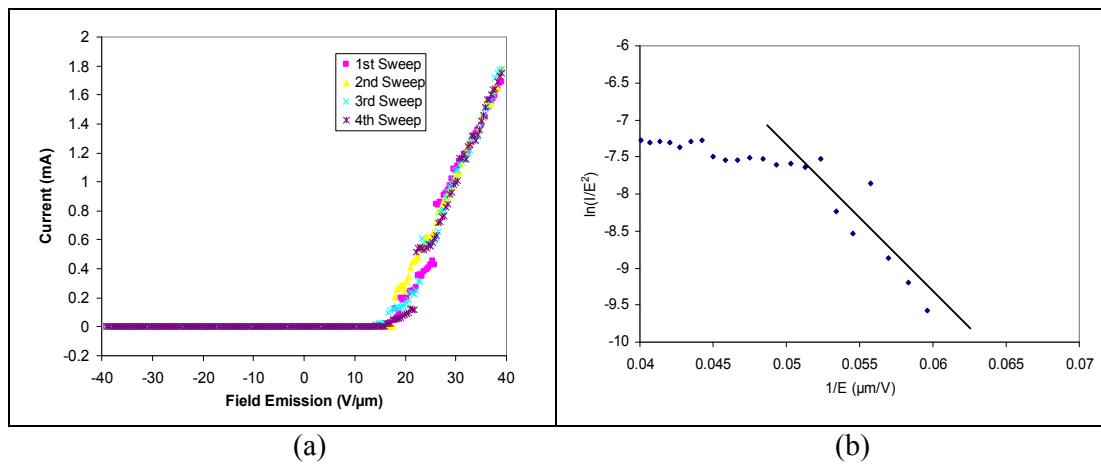 2
1.8
1.6
1.4
1.2
1
0.8
0.6
0.4
0.2
0
-0.2
Current (mA)
1st Sweep
2nd Sweep
3rd Sweep
4th Sweep
-40 -30 -20 -10 0 10 20 30 40
Field Emission (V/µm)
(a)
-6
-6.5
-7
-7.5
-8
-8.5
-9
-9.5
-10
ln(I/E²)
0.04 0.045 0.05 0.055 0.06 0.065 0.07
1/E (µm/V)
(b)